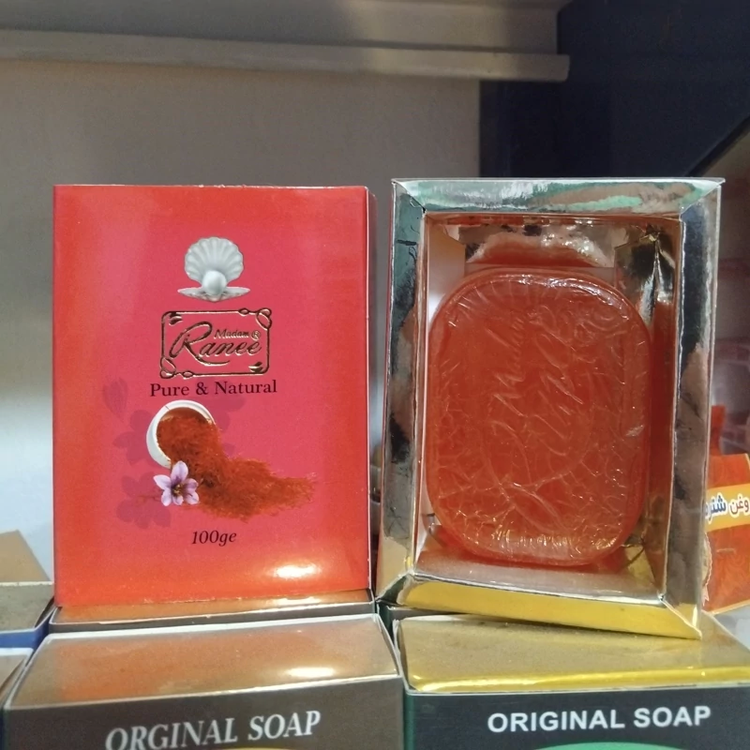 Madam
Ranee
Pure & Natural
100ge
ORGINAL SOAP
ORIGINAL SOAP